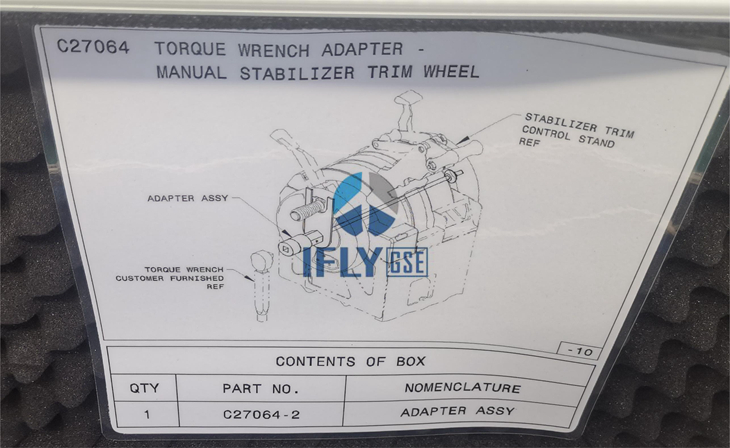 C27064 TORQUE WRENCH ADAPTER -
MANUAL STABILIZER TRIM WHEEL
STABILIZER TRIM
CONTROL STAND
REF
ADAPTER ASSY
IFLY GSE
TORQUE WRENCH
CUSTOMER FURNISHED
REF
-10
CONTENTS OF BOX
QTY PART NO. NOMENCLATURE
1 C27064-2 ADAPTER ASSY